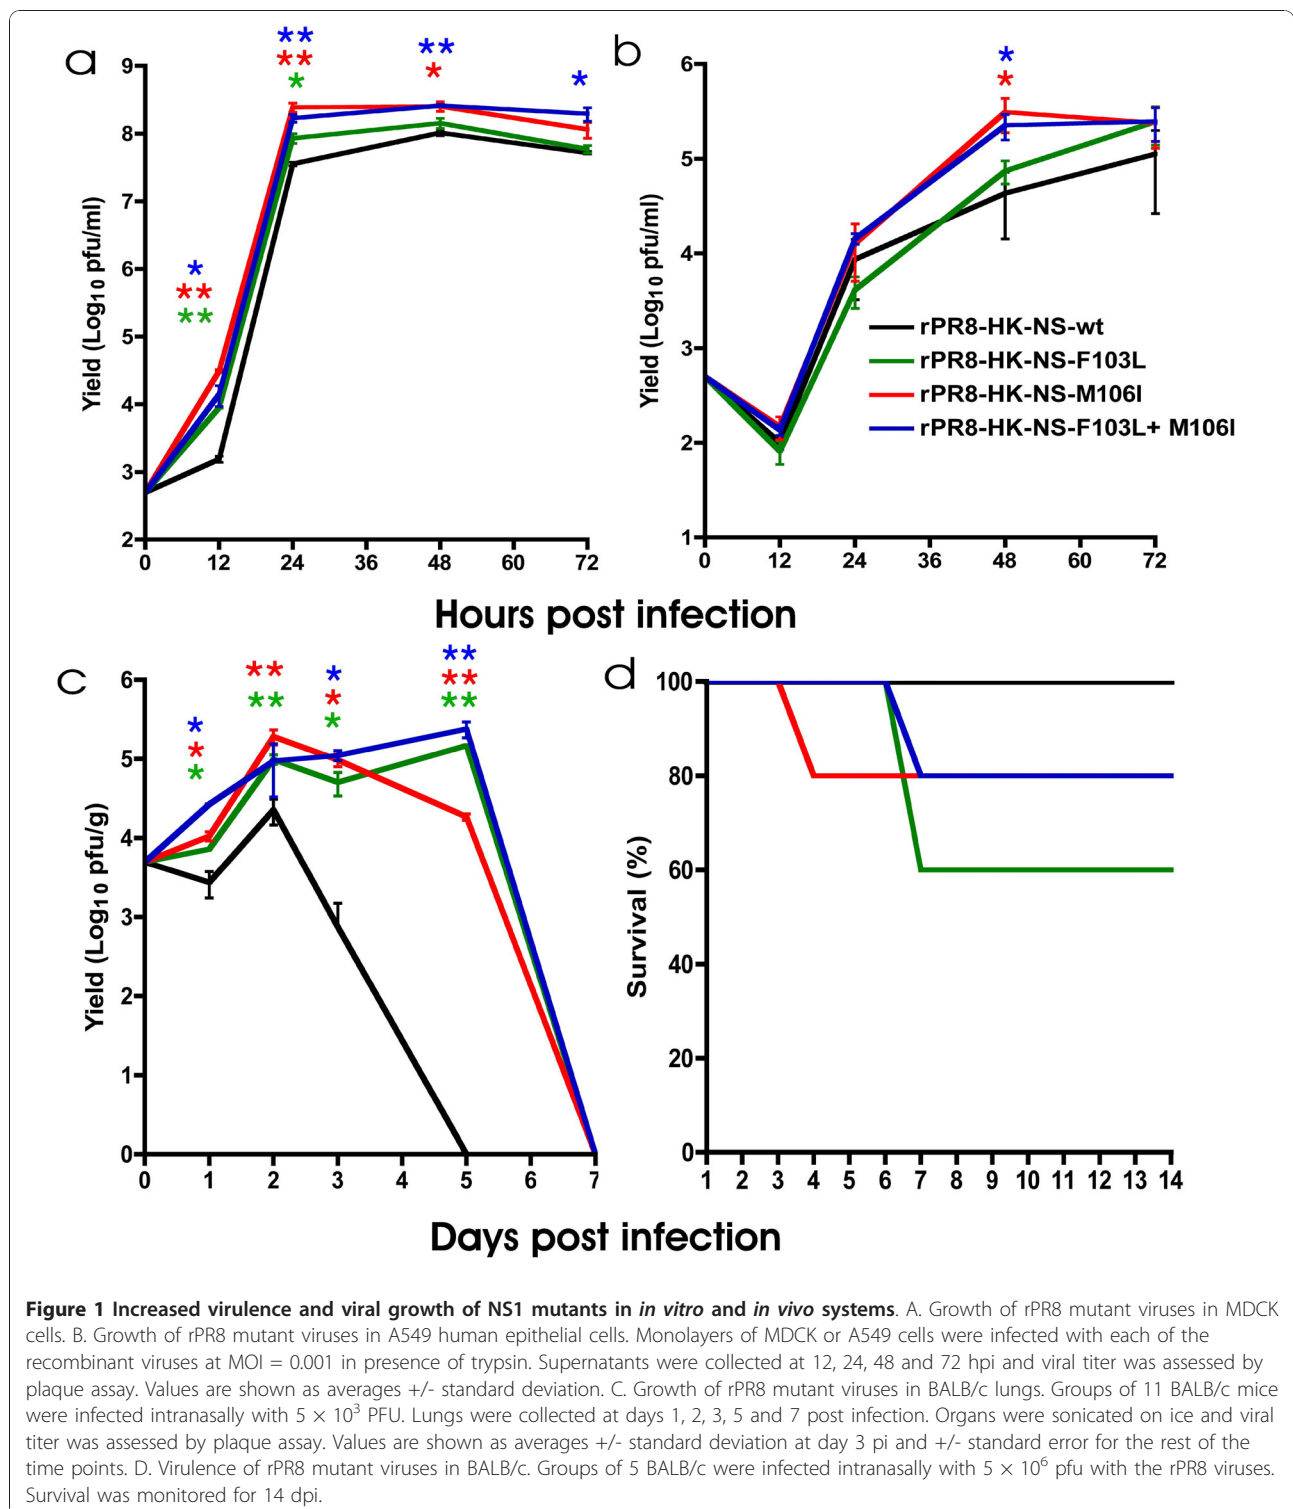 a
b
**
**
*
**
*
*
*
**
**
*
*
9
8
7
6
5
4
3
2
Yield (Log10 pfu/ml)
0 12 24 36 48 60 72
6
5
4
3
2
1
Yield (Log10 pfu/ml)
0 12 24 36 48 60 72
rPR8-HK-NS-wt
rPR8-HK-NS-F103L
rPR8-HK-NS-M106I
rPR8-HK-NS-F103L+ M106I
Hours post infection
c
d
*
*
*
**
**
*
*
*
**
**
**
6
5
4
3
2
1
0
Yield (Log10 pfu/g)
0 1 2 3 4 5 6 7
100
80
60
40
20
0
Survival (%)
1 2 3 4 5 6 7 8 9 10 11 12 13 14
Days post infection
Figure 1 Increased virulence and viral growth of NS1 mutants in in vitro and in vivo systems. A. Growth of rPR8 mutant viruses in MDCK
cells. B. Growth of rPR8 mutant viruses in A549 human epithelial cells. Monolayers of MDCK or A549 cells were infected with each of the
recombinant viruses at MOI = 0.001 in presence of trypsin. Supernatants were collected at 12, 24, 48 and 72 hpi and viral titer was assessed by
plaque assay. Values are shown as averages +/- standard deviation. C. Growth of rPR8 mutant viruses in BALB/c lungs. Groups of 11 BALB/c mice
were infected intranasally with 5 × 10³ PFU. Lungs were collected at days 1, 2, 3, 5 and 7 post infection. Organs were sonicated on ice and viral
titer was assessed by plaque assay. Values are shown as averages +/- standard deviation at day 3 pi and +/- standard error for the rest of the
time points. D. Virulence of rPR8 mutant viruses in BALB/c. Groups of 5 BALB/c were infected intranasally with 5 × 10⁶ pfu with the rPR8 viruses.
Survival was monitored for 14 dpi.